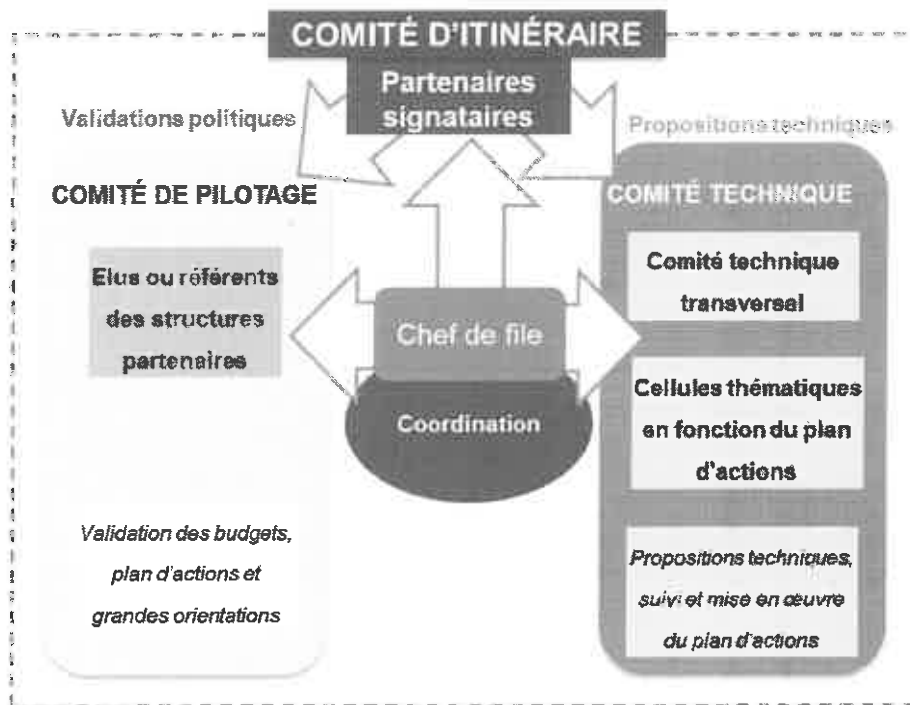 COMITÉ D'ITINÉRAIRE
Partenaires
signataires
Validations politiques
COMITÉ DE PILOTAGE
Elus ou référents
des structures
partenaires
Validation des budgets,
plan d'actions et
grandes orientations
Chef de file
Coordination
Propositions techniques
COMITÉ TECHNIQUE
Comité technique
transversal
Cellules thématiques
en fonction du plan
d'actions
Propositions techniques,
suivi et mise en œuvre
du plan d'actions